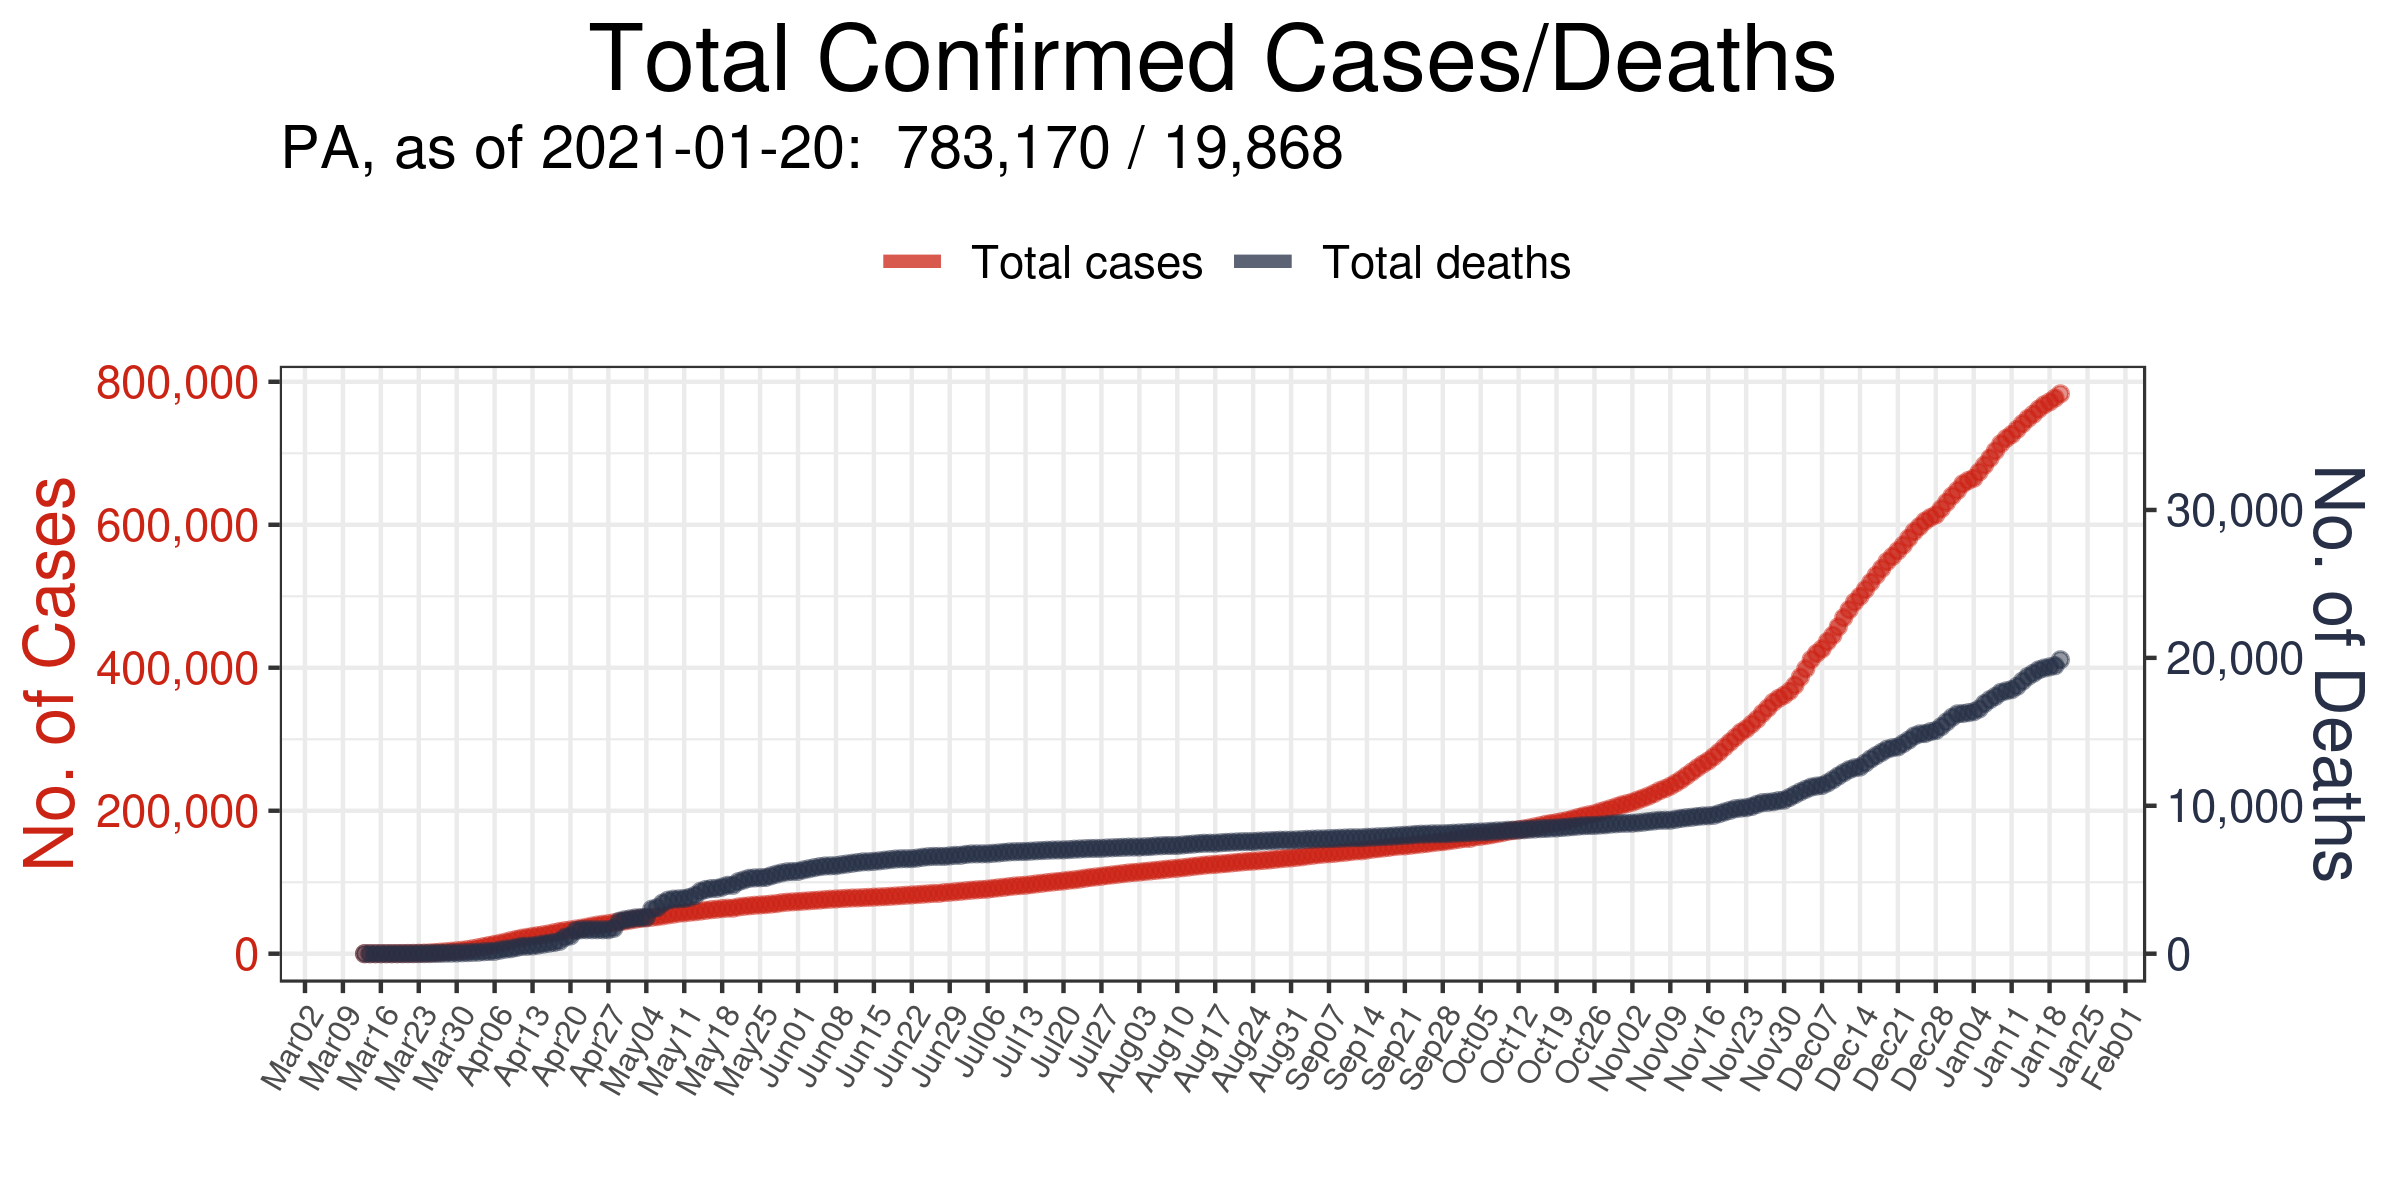 Total Confirmed Cases/Deaths
PA, as of 2021-01-20:  783,170 / 19,868
Total cases
Total deaths
No. of Cases
800,000
600,000
400,000
200,000
0
30,000
20,000
10,000
0
No. of Deaths
Mar02
Mar09
Mar16
Mar23
Mar30
Apr06
Apr13
Apr20
Apr27
May04
May11
May18
May25
Jun01
Jun08
Jun15
Jun22
Jun29
Jul06
Jul13
Jul20
Jul27
Aug03
Aug10
Aug17
Aug24
Aug31
Sep07
Sep14
Sep21
Sep28
Oct05
Oct12
Oct19
Oct26
Nov02
Nov09
Nov16
Nov23
Nov30
Dec07
Dec14
Dec21
Dec28
Jan04
Jan11
Jan18
Jan25
Feb01